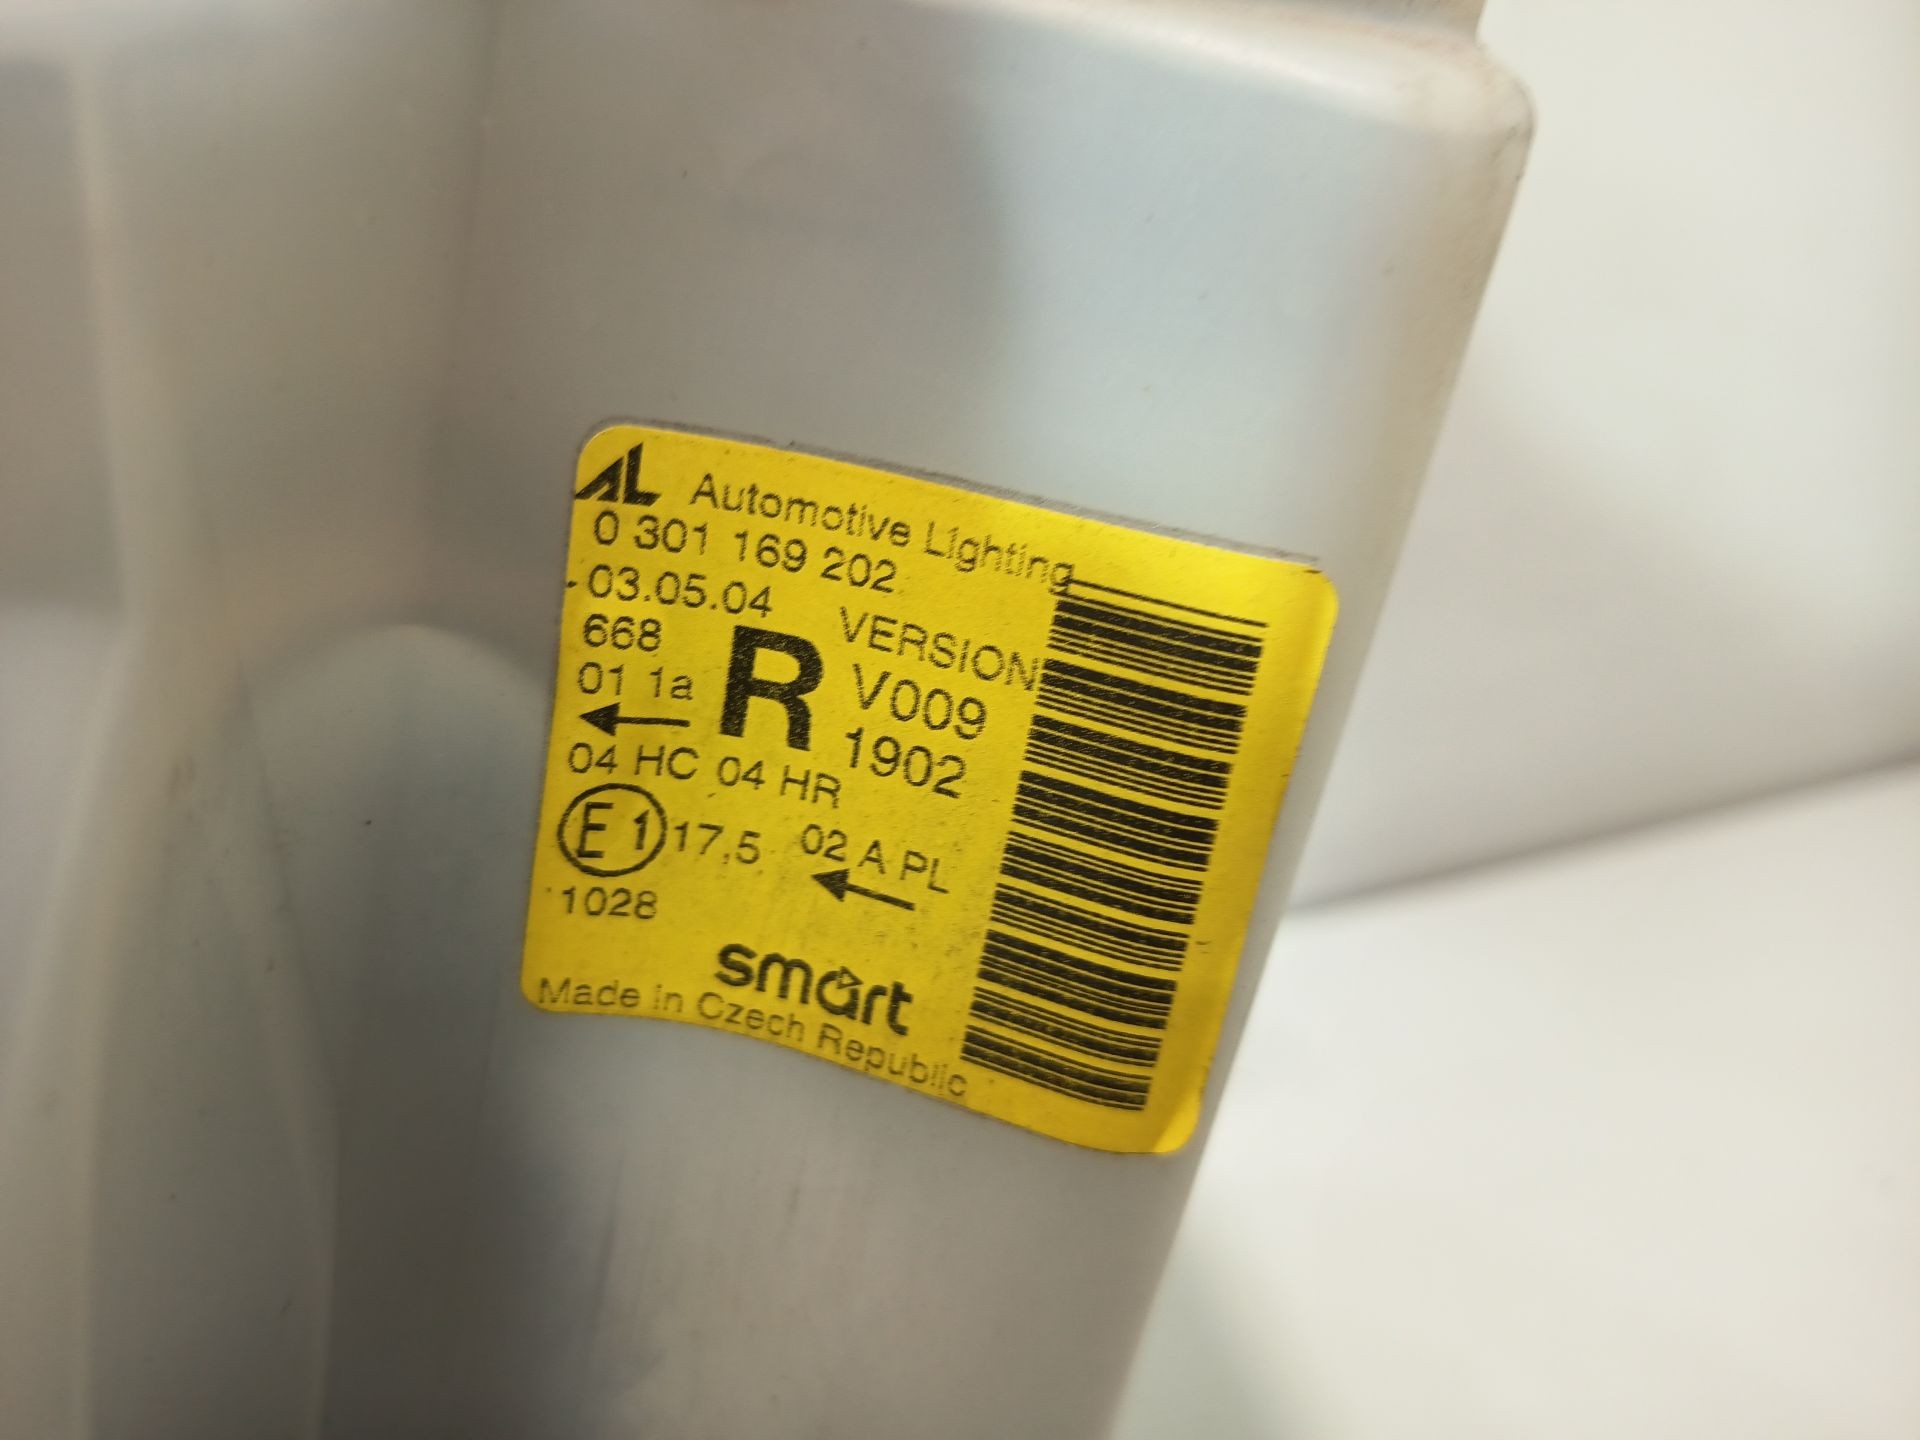 AL Automotive Lighting
0 301 169 202
03.05.04
668
01 1a
R
VERSION
V009
1902
04 HC 04 HR
E1 17,5 02 A PL
1028
smart
Made in Czech Republic